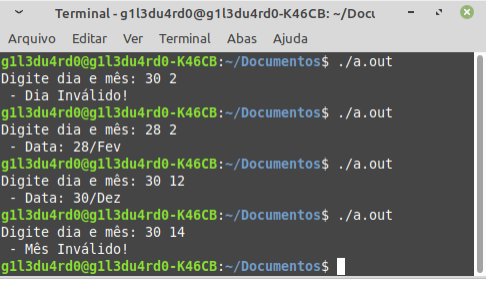 Terminal - g1l3du4rd0@g1l3du4rd0-K46CB: ~/Docu
Arquivo Editar Ver Terminal Abas Ajuda
g1l3du4rd0@g1l3du4rd0-K46CB:~/Documentos$ ./a.out
Digite dia e mês: 30 2
- Dia Inválido!
g1l3du4rd0@g1l3du4rd0-K46CB:~/Documentos$ ./a.out
Digite dia e mês: 28 2
- Data: 28/Fev
g1l3du4rd0@g1l3du4rd0-K46CB:~/Documentos$ ./a.out
Digite dia e mês: 30 12
- Data: 30/Dez
g1l3du4rd0@g1l3du4rd0-K46CB:~/Documentos$ ./a.out
Digite dia e mês: 30 14
- Mês Inválido!
g1l3du4rd0@g1l3du4rd0-K46CB:~/Documentos$